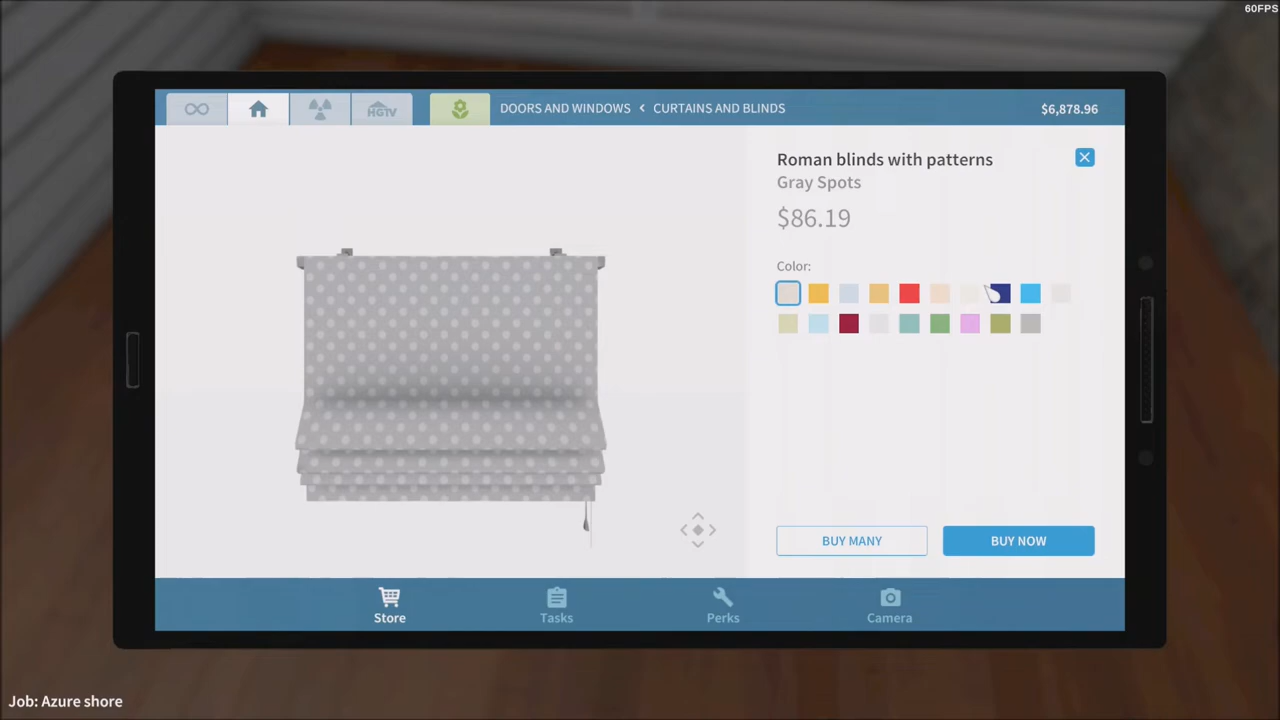 60FPS
HGTV
DOORS AND WINDOWS
CURTAINS AND BLINDS
$6,878.96
Roman blinds with patterns
Gray Spots
$86.19
Color:
BUY MANY
BUY NOW
Store
Tasks
Perks
Camera
Job: Azure shore